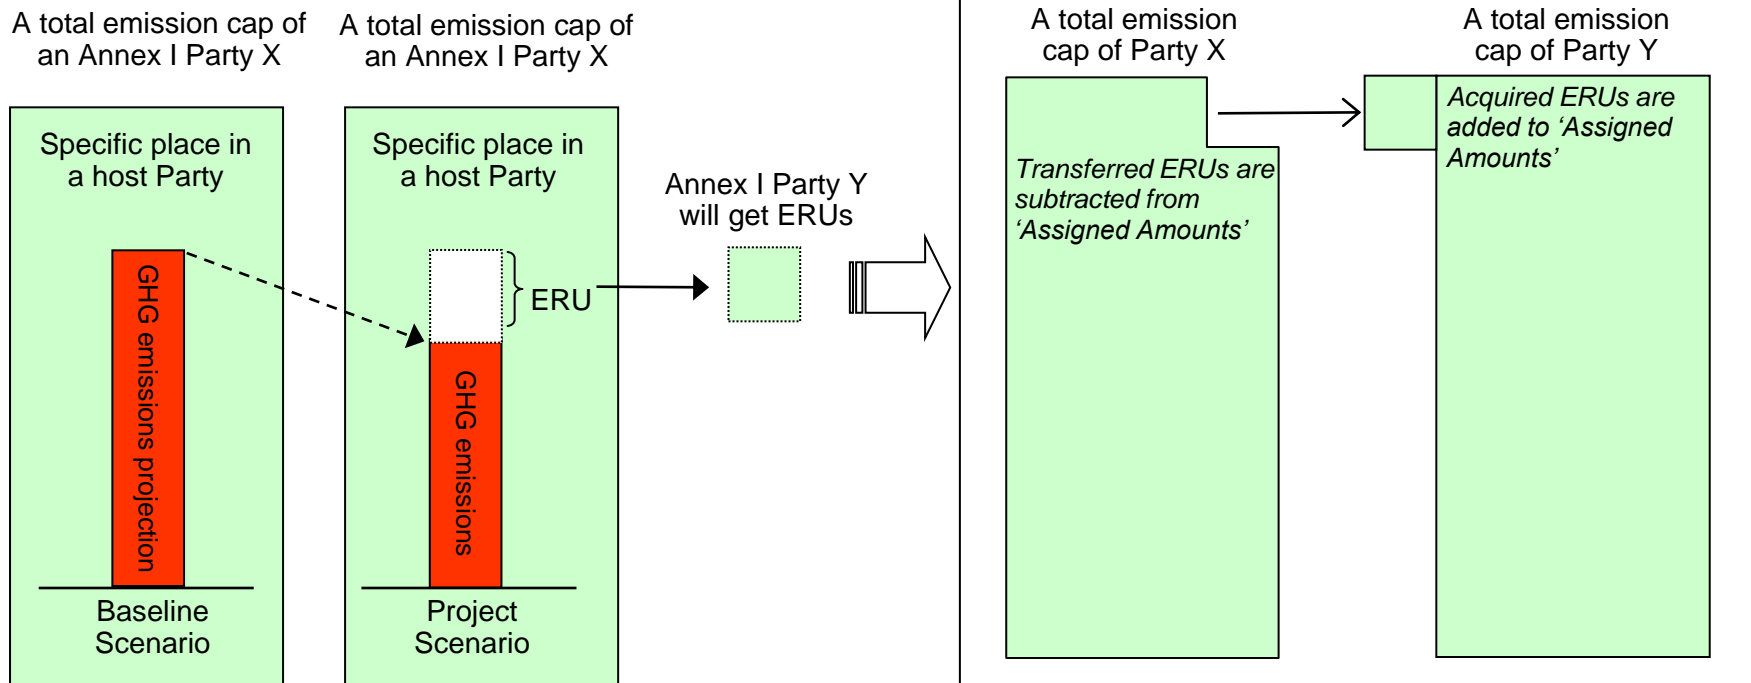 A total emission cap of
an Annex I Party X
A total emission cap of
an Annex I Party X
Specific place in
a host Party
GHG emissions projection
Baseline
Scenario
Specific place in
a host Party
ERU
GHG emissions
Project
Scenario
Annex I Party Y
will get ERUs
A total emission
cap of Party X
Transferred ERUs are
subtracted from
‘Assigned Amounts’
A total emission
cap of Party Y
Acquired ERUs are
added to ‘Assigned
Amounts’